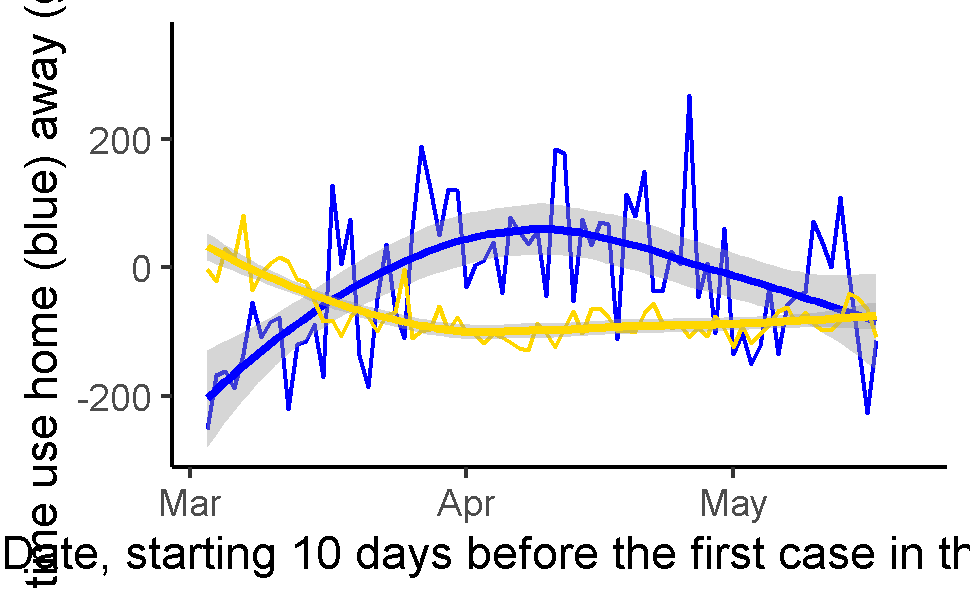 time use home (blue) away (
200
0
-200
Mar Apr May
Date, starting 10 days before the first case in th